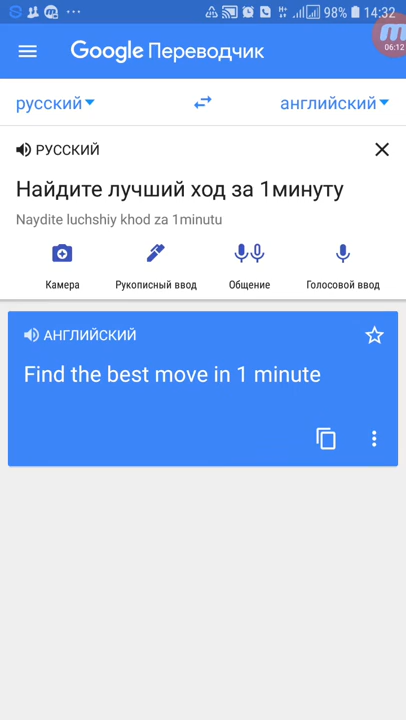 98% 14:32
06:12
Google Переводчик
русский английский
РУССКИЙ
Найдите лучший ход за 1минуту
Naydite luchshiy khod za 1minutu
Камера Рукописный ввод Общение Голосовой ввод
АНГЛИЙСКИЙ
Find the best move in 1 minute